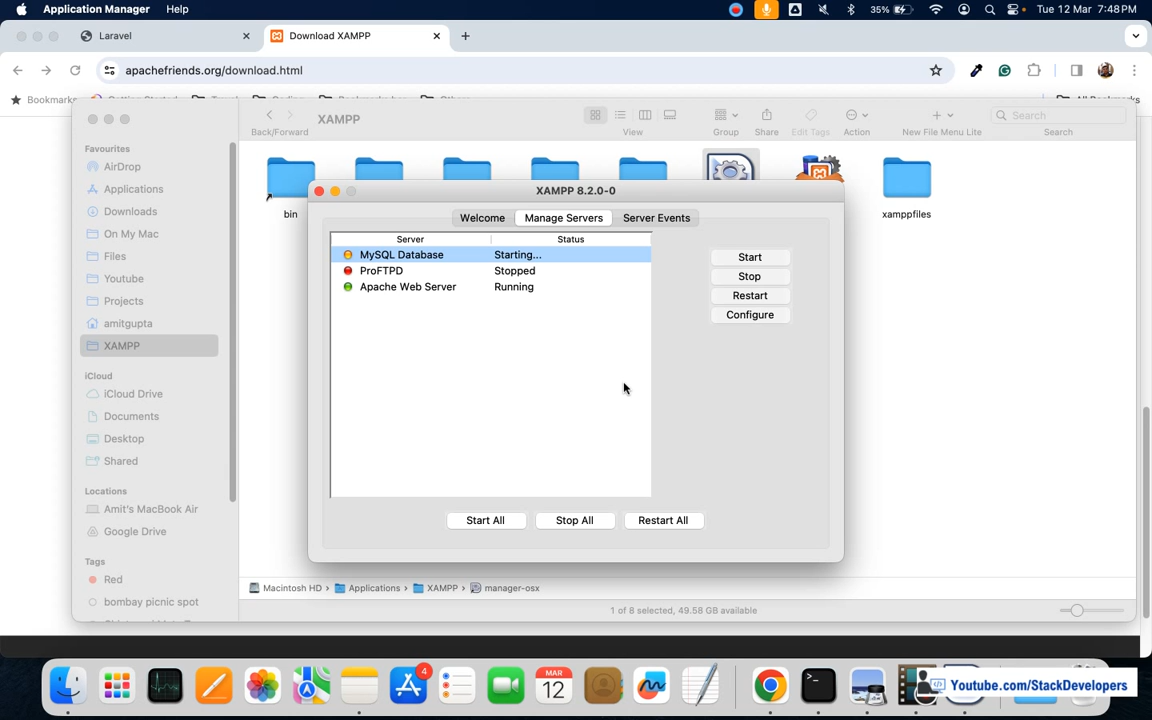 Application Manager Help
35%
Tue 12 Mar 7:48 PM
Laravel
Download XAMPP
apachefriends.org/download.html
Bookmarks
XAMPP
Back/Forward
View
Group
Share
Edit Tags
Action
New File Menu Lite
Search
Search
Favourites
AirDrop
Applications
Downloads
On My Mac
Files
Youtube
Projects
amitgupta
XAMPP
iCloud
iCloud Drive
Documents
Desktop
Shared
Locations
Amit's MacBook Air
Google Drive
Tags
Red
bombay picnic spot
bin
xamppfiles
XAMPP 8.2.0-0
Welcome
Manage Servers
Server Events
Server Status
MySQL Database Starting...
ProFTPD Stopped
Apache Web Server Running
Start
Stop
Restart
Configure
Start All
Stop All
Restart All
Macintosh HD › Applications › XAMPP › manager-osx
1 of 8 selected, 49.58 GB available
4
MAR
12
Youtube.com/StackDevelopers